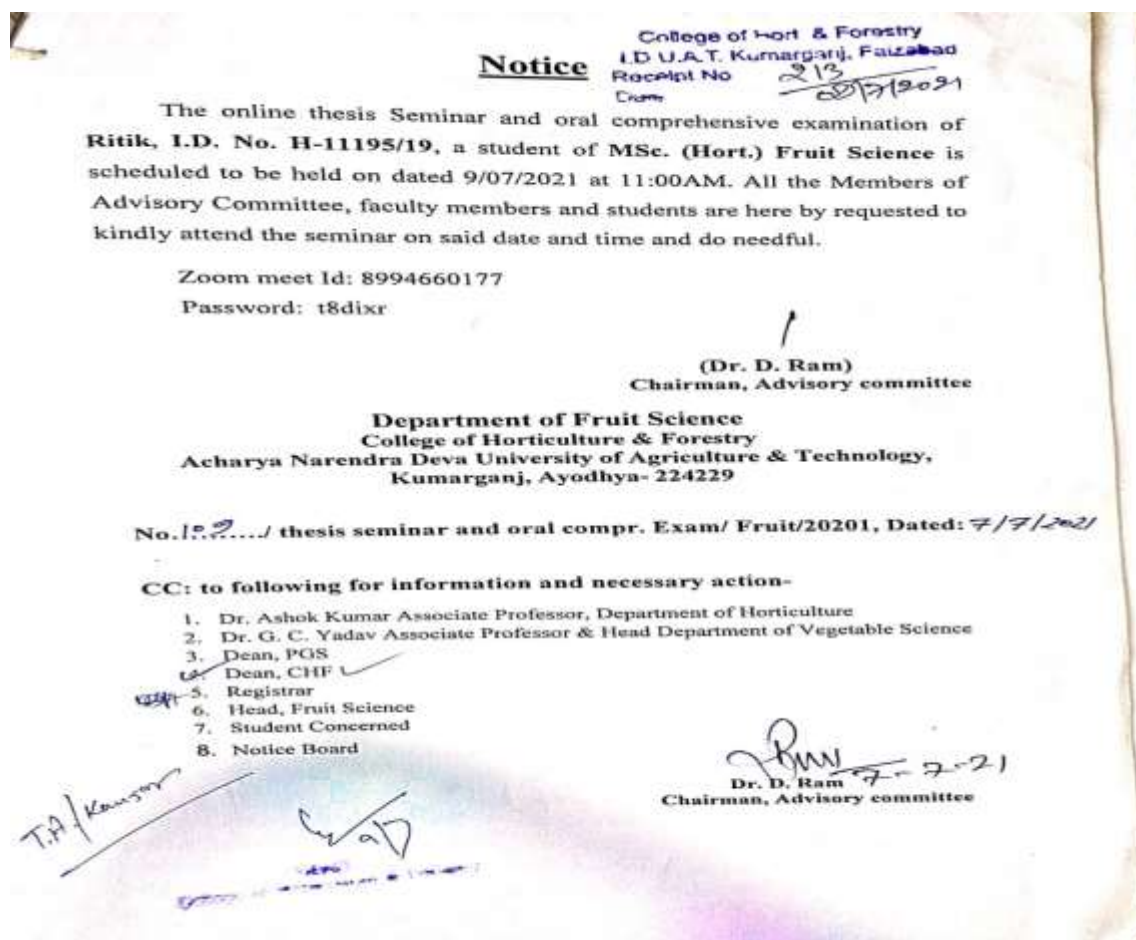 College of Hort & Forestry
Notice
I.D U.A.T. Kumarganj, Faizabad
Receipt No 213
/7/2021
The online thesis Seminar and oral comprehensive examination of
Ritik, I.D. No. H-11195/19, a student of MSc. (Hort.) Fruit Science is
scheduled to be held on dated 9/07/2021 at 11:00AM. All the Members of
Advisory Committee, faculty members and students are here by requested to
kindly attend the seminar on said date and time and do needful.
Zoom meet Id: 8994660177
Password: t8dixr
(Dr. D. Ram)
Chairman, Advisory committee
Department of Fruit Science
College of Horticulture & Forestry
Acharya Narendra Deva University of Agriculture & Technology,
Kumarganj, Ayodhya- 224229
No.109..../ thesis seminar and oral compr. Exam/ Fruit/20201, Dated: 7/7/2021
CC: to following for information and necessary action-
1. Dr. Ashok Kumar Associate Professor, Department of Horticulture
2. Dr. G. C. Yadav Associate Professor & Head Department of Vegetable Science
3. Dean, PGS
4. Dean, CHF
5. Registrar
6. Head, Fruit Science
7. Student Concerned
8. Notice Board
7-7-21
Dr. D. Ram
Chairman, Advisory committee
T.A/Kausar